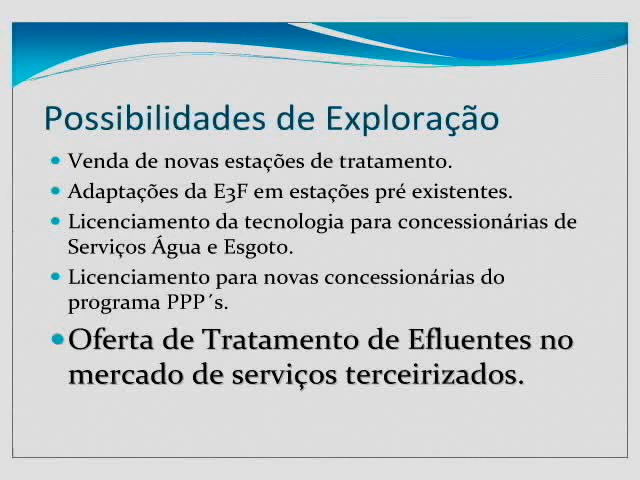 Possibilidades de Exploração
• Venda de novas estações de tratamento.
• Adaptações da E3F em estações pré existentes.
• Licenciamento da tecnologia para concessionárias de
Serviços Água e Esgoto.
• Licenciamento para novas concessionárias do
programa PPP´s.
• Oferta de Tratamento de Efluentes no
mercado de serviços terceirizados.